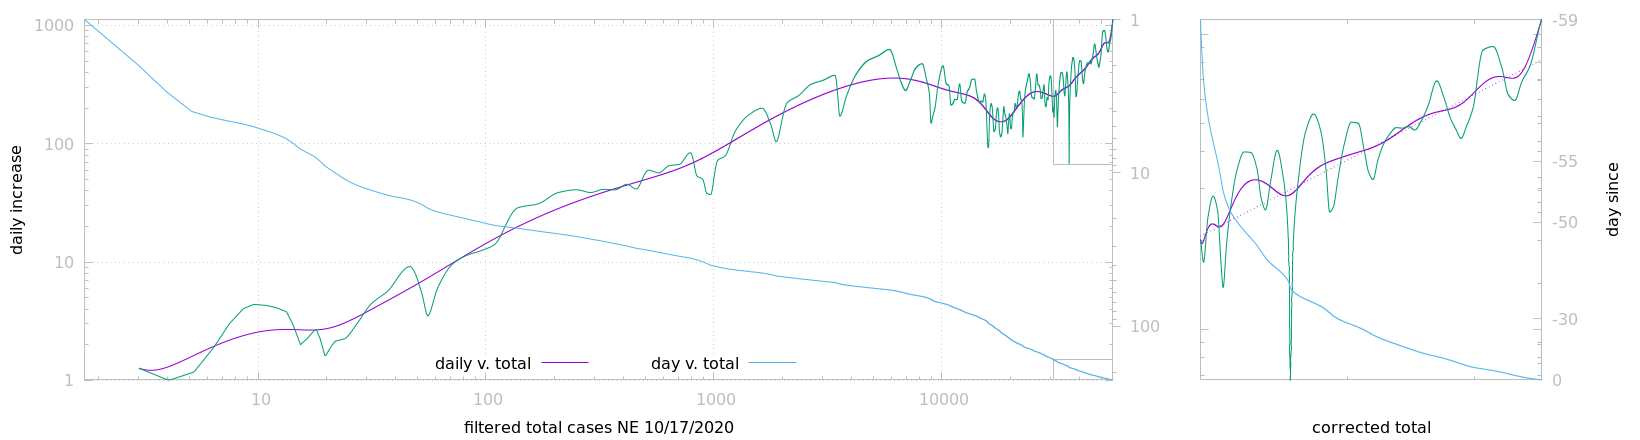 1000
100
10
1
daily increase
10
100
1000
10000
daily v. total
day v. total
filtered total cases NE 10/17/2020
1
10
100
-59
-55
-50
-30
0
day since
corrected total